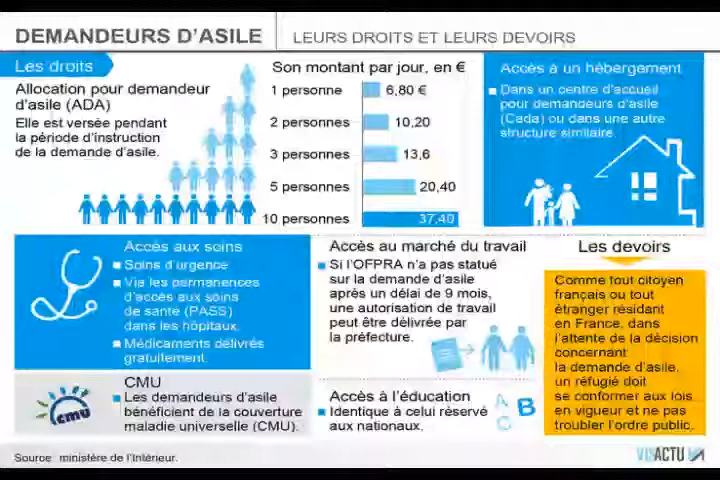 DEMANDEURS D'ASILE
LEURS DROITS ET LEURS DEVOIRS
Les droits
Allocation pour demandeur
d'asile (ADA)
Elle est versée pendant
la période d'instruction
de la demande d'asile.
Son montant par jour, en €
1 personne 6,80 €
2 personnes 10,20
3 personnes 13,6
5 personnes 20,40
10 personnes 37,40
Accès à un hébergement
Dans un centre d'accueil
pour demandeurs d'asile
(Cada) ou dans une autre
structure similaire.
Accès aux soins
Soins d'urgence
Via les permanences
d'accès aux soins
de santé (PASS)
dans les hôpitaux.
Médicaments délivrés
gratuitement.
CMU
cmu
Les demandeurs d'asile
bénéficient de la couverture
maladie universelle (CMU).
Accès au marché du travail
Si l'OFPRA n'a pas statué
sur la demande d'asile
après un délai de 9 mois,
une autorisation de travail
peut être délivrée par
la préfecture.
Accès à l'éducation
Identique à celui réservé
aux nationaux.
A
B
C
Les devoirs
Comme tout citoyen
français ou tout
étranger résidant
en France, dans
l'attente de la décision
concernant
la demande d'asile,
un réfugié doit
se conformer aux lois
en vigueur et ne pas
troubler l'ordre public.
Source : ministère de l'Intérieur.
VISACTU